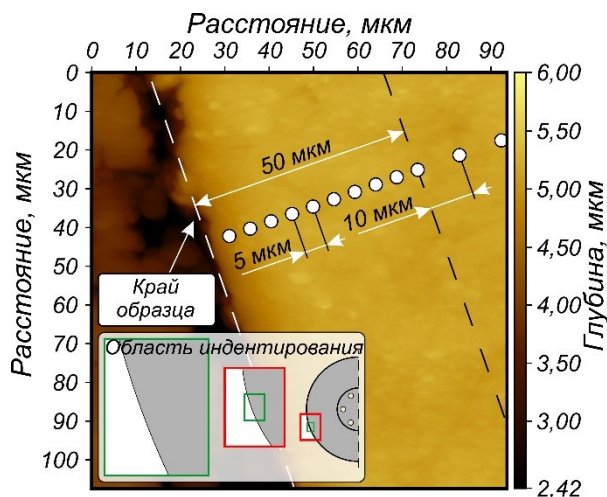 Расстояние, мкм
0 10 20 30 40 50 60 70 80 90
Расстояние, мкм
0
10
20
30
40
50
60
70
80
90
100
50 мкм
5 мкм
10 мкм
Край
образца
Область индентирования
6,00
5,50
5,00
4,50
4,00
3,50
3,00
2.42
Глубина, мкм